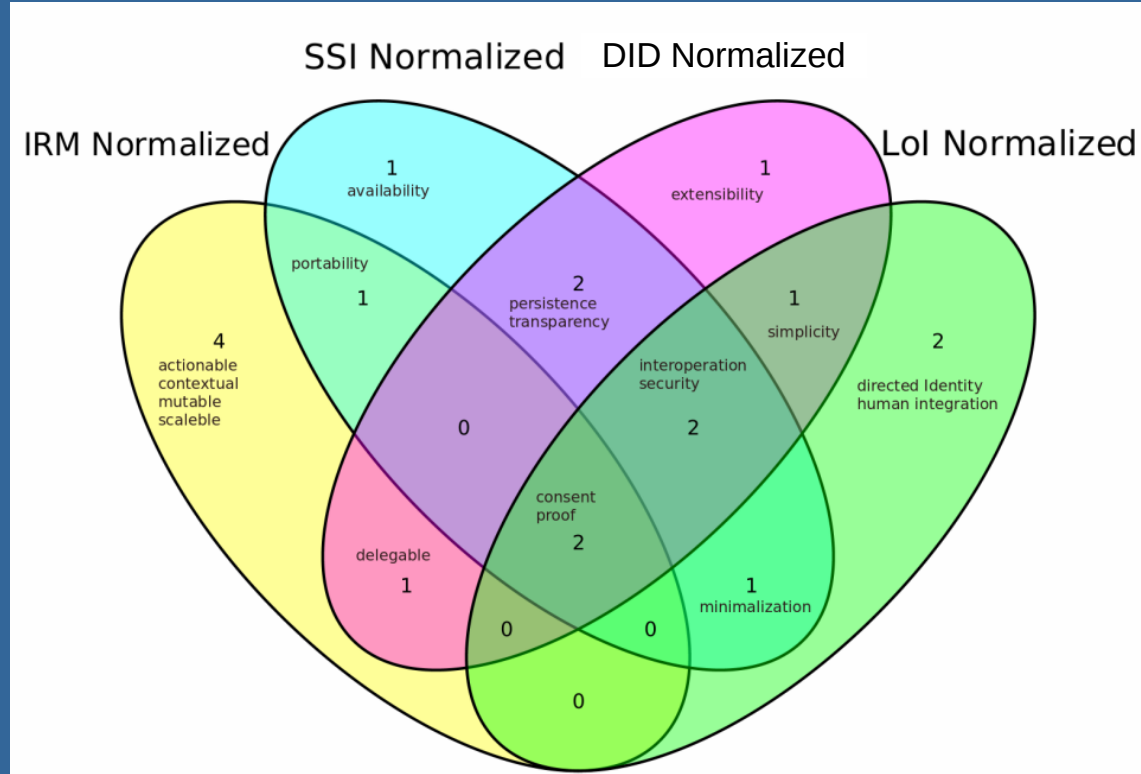 SSI Normalized
DID Normalized
IRM Normalized
LoI Normalized
1
availability
1
extensibility
portability
1
2
persistence
transparency
1
simplicity
4
actionable
contextual
mutable
scaleble
interoperation
security
2
2
directed Identity
human integration
0
consent
proof
2
delegable
1
1
minimalization
0
0
0